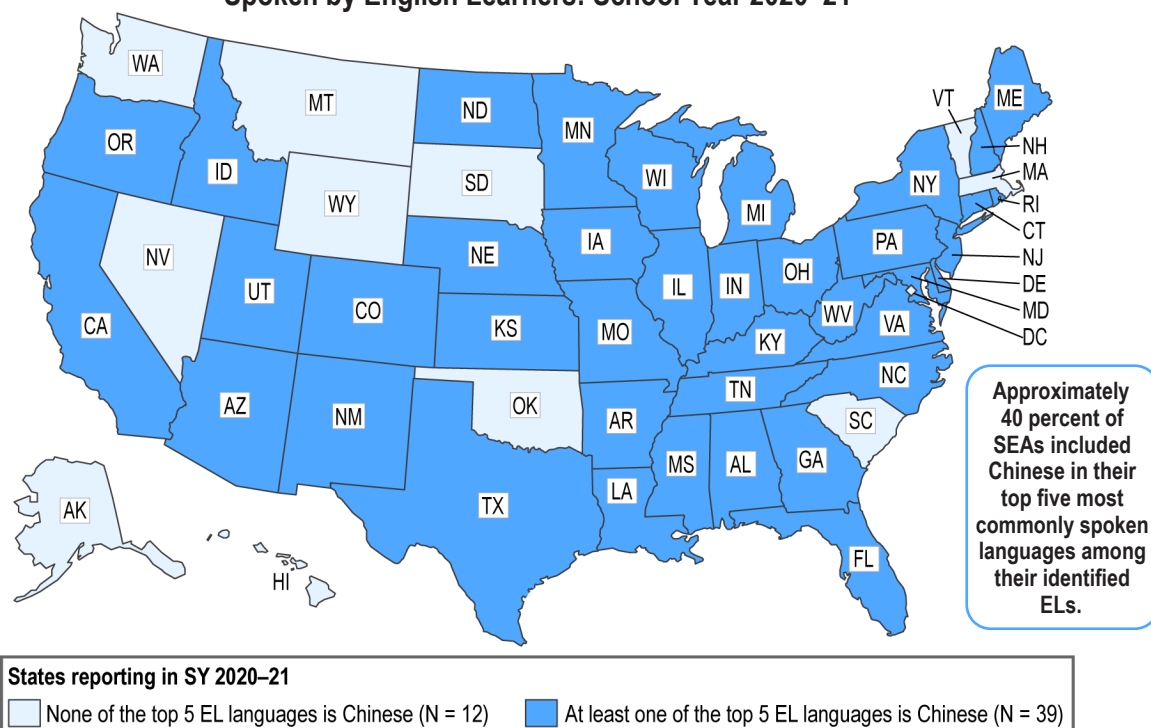 Spoken by English Learners: School Year 2020–21
WA
MT
ND
MN
VT
ME
OR
ID
SD
WI
NH
MA
WY
MI
NY
RI
CT
NV
NE
IA
PA
NJ
UT
CO
IL
IN
OH
DE
MD
CA
KS
MO
WV
VA
DC
KY
AZ
NM
OK
TN
NC
AR
SC
MS
AL
GA
AK
TX
LA
FL
HI
Approximately
40 percent of
SEAs included
Chinese in their
top five most
commonly spoken
languages among
their identified
ELs.
States reporting in SY 2020–21
None of the top 5 EL languages is Chinese (N = 12)
At least one of the top 5 EL languages is Chinese (N = 39)